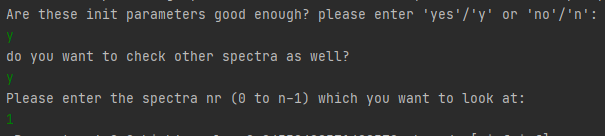 Are these init parameters good enough? please enter 'yes'/'y' or 'no'/'n':
y
do you want to check other spectra as well?
y
Please enter the spectra nr (0 to n-1) which you want to look at:
1